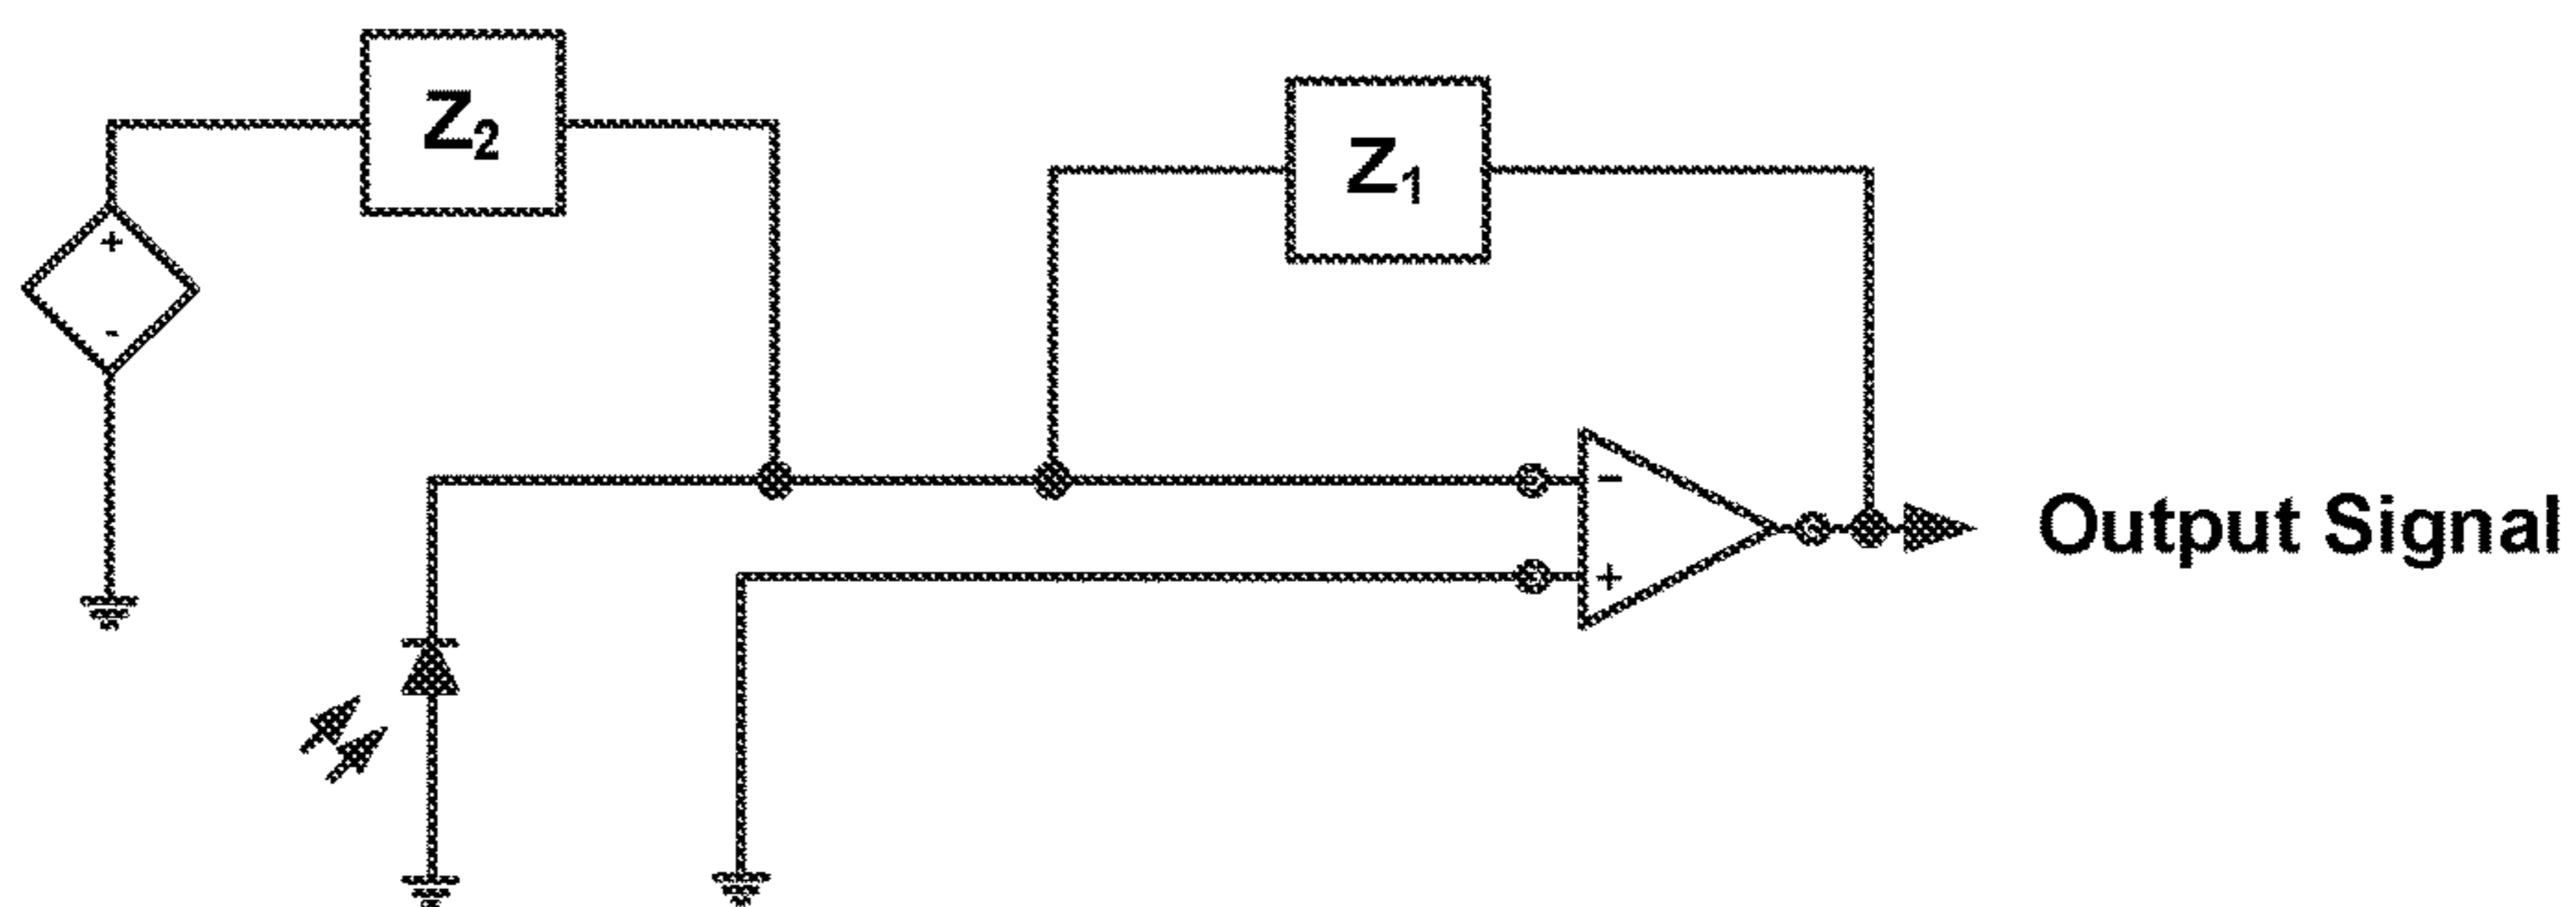 Z₂
Z₁
+
-
-
+
Output Signal